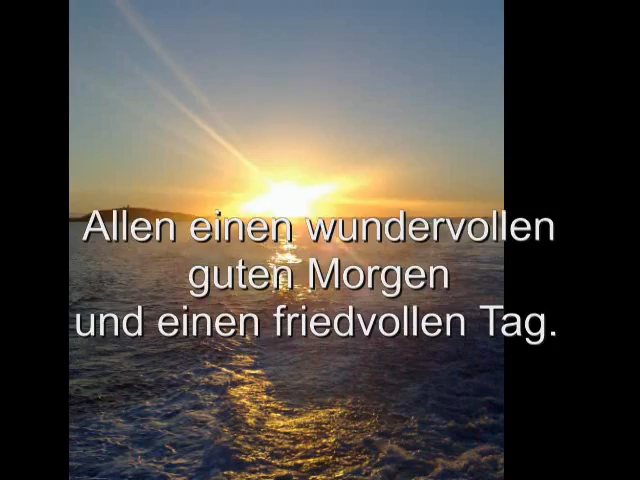 Allen einen wundervollen
guten Morgen
und einen friedvollen Tag.